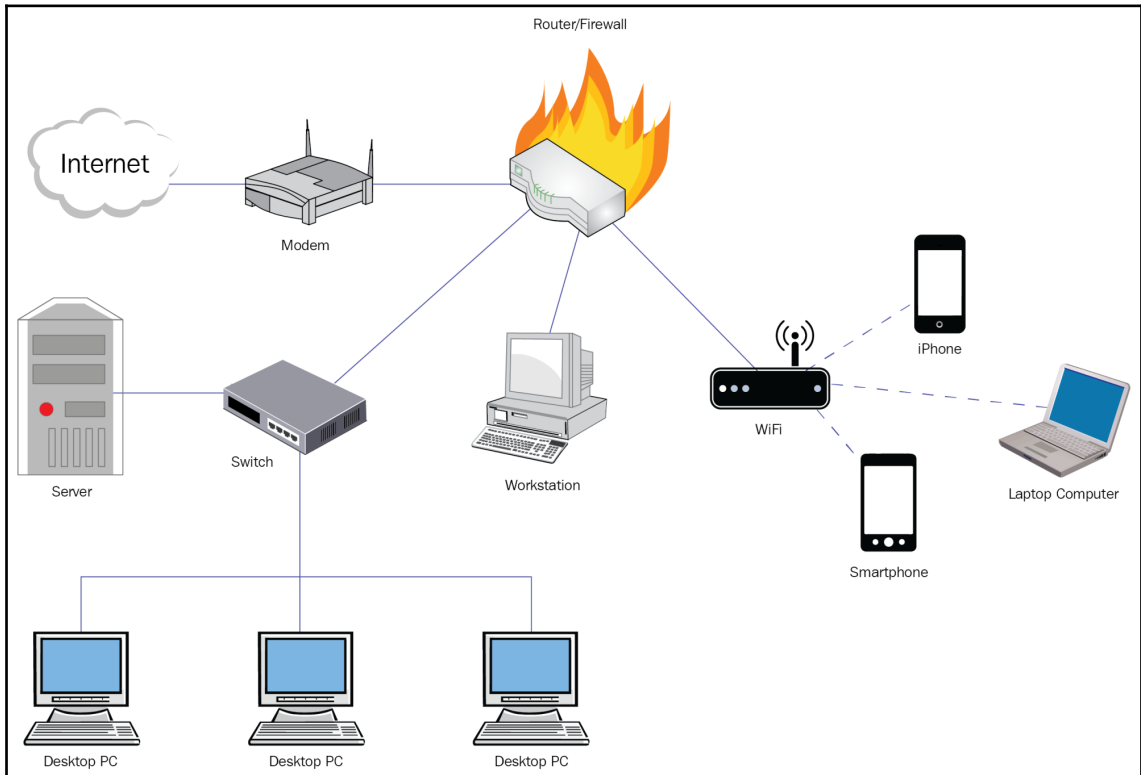 Router/Firewall
Internet
Modem
iPhone
WiFi
Switch
Workstation
Server
Laptop Computer
Smartphone
Desktop PC
Desktop PC
Desktop PC